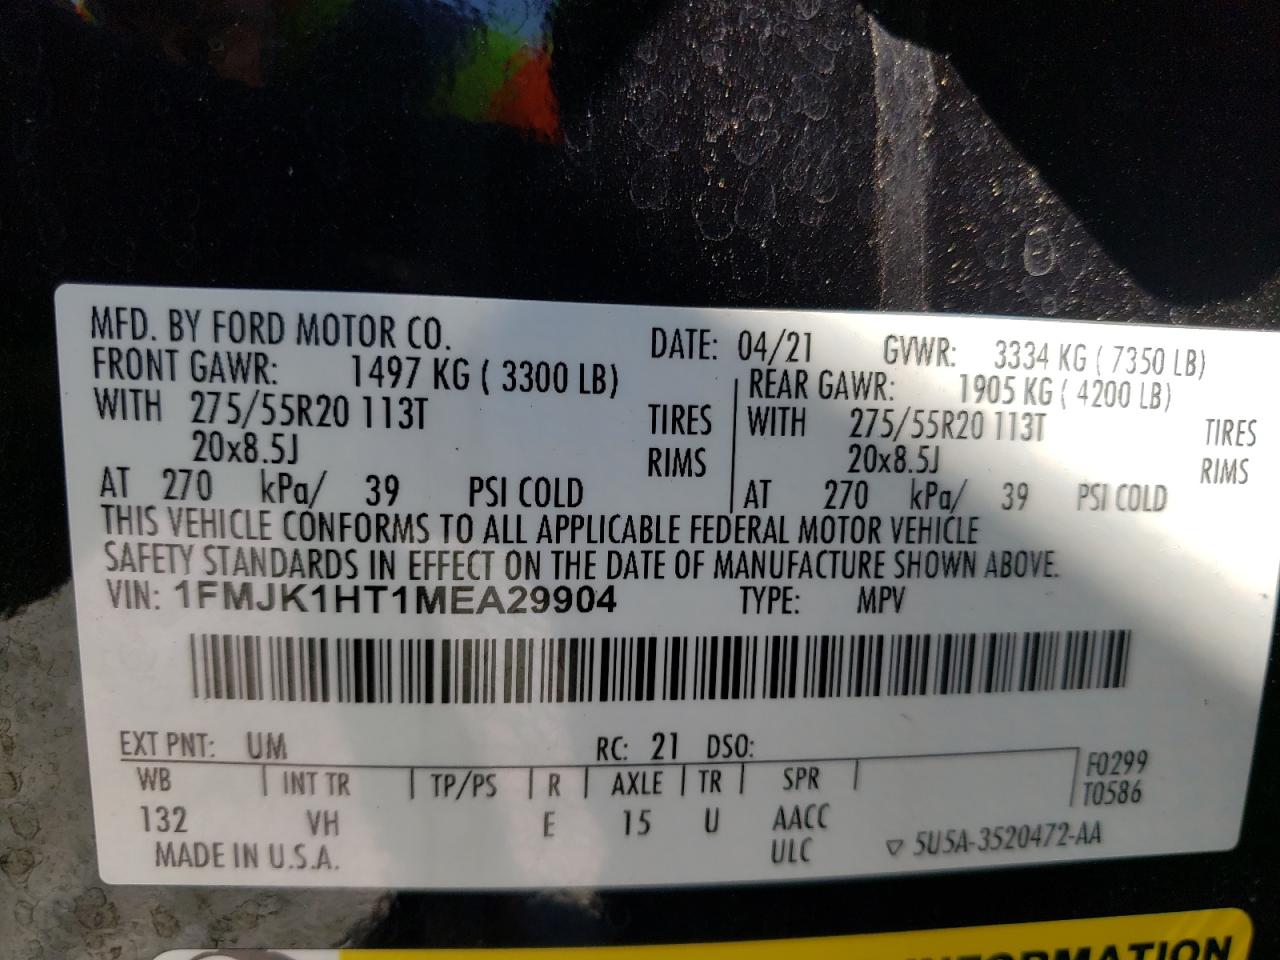 MFD. BY FORD MOTOR CO. DATE: 04/21 GVWR: 3334 KG ( 7350 LB)
FRONT GAWR: 1497 KG ( 3300 LB) REAR GAWR: 1905 KG ( 4200 LB)
WITH 275/55R20 113T TIRES WITH 275/55R20 113T TIRES
20x8.5J RIMS 20x8.5J RIMS
AT 270 kPa/ 39 PSI COLD AT 270 kPa/ 39 PSI COLD
THIS VEHICLE CONFORMS TO ALL APPLICABLE FEDERAL MOTOR VEHICLE
SAFETY STANDARDS IN EFFECT ON THE DATE OF MANUFACTURE SHOWN ABOVE.
VIN: 1FMJK1HT1MEA29904 TYPE: MPV
EXT PNT: UM RC: 21 DSO:
WB INT TR TP/PS R AXLE TR SPR F0299
T0586
132 VH E 15 U AACC
MADE IN U.S.A. ULC ▽ 5U5A-3520472-AA
INFORMATION